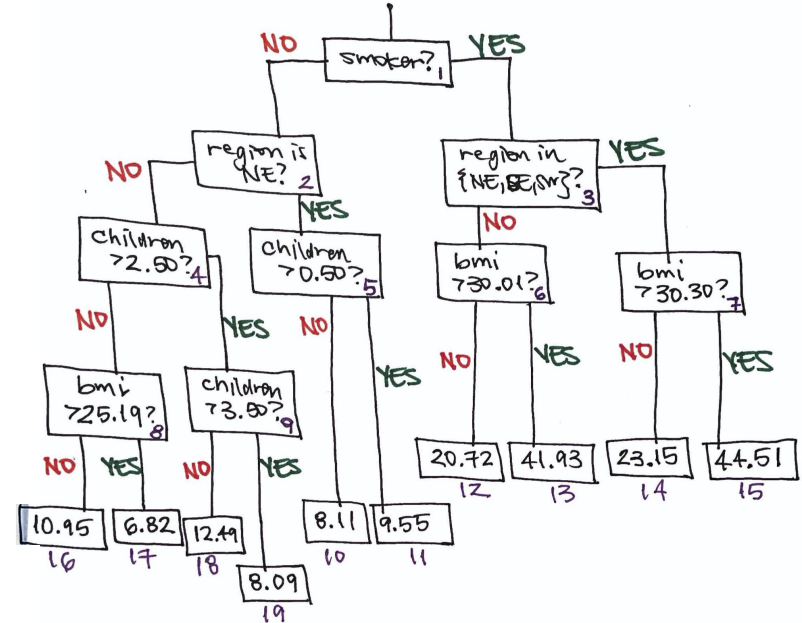 NO
YES
smoker? 1
region is
NE? 2
region in
{NE,SE,SW}? 3
NO
YES
YES
NO
children
>2.50? 4
children
>0.50? 5
bmi
>30.01? 6
bmi
>30.30? 7
NO
YES
NO
YES
NO
YES
NO
YES
bmi
>25.19? 8
children
>3.50? 9
20.72
12
41.93
13
23.15
14
44.51
15
NO
YES
NO
YES
10.95
16
6.82
17
12.49
18
8.09
19
8.11
10
9.55
11